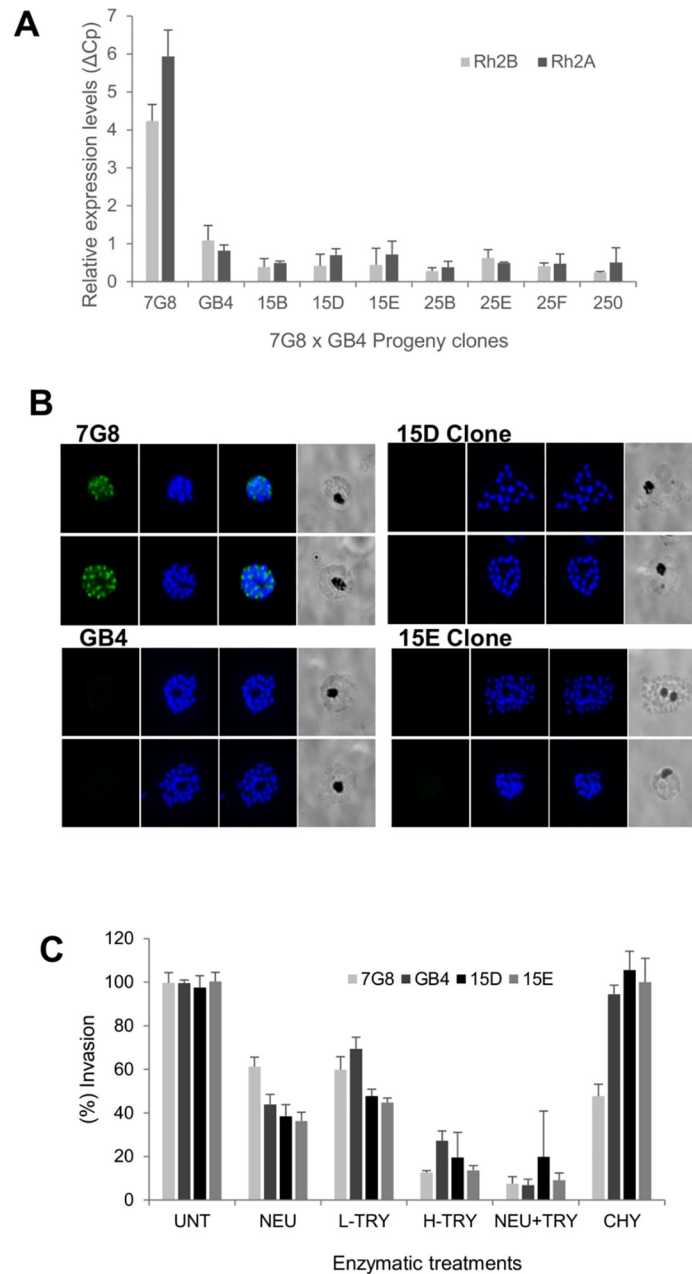 A
Relative expression levels (ΔCp)
7
6
5
4
3
2
1
0
Rh2B Rh2A
7G8 GB4 15B 15D 15E 25B 25E 25F 250
7G8 x GB4 Progeny clones
B
7G8
15D Clone
GB4
15E Clone
C
(%) Invasion
120
100
80
60
40
20
0
7G8 GB4 15D 15E
UNT NEU L-TRY H-TRY NEU+TRY CHY
Enzymatic treatments